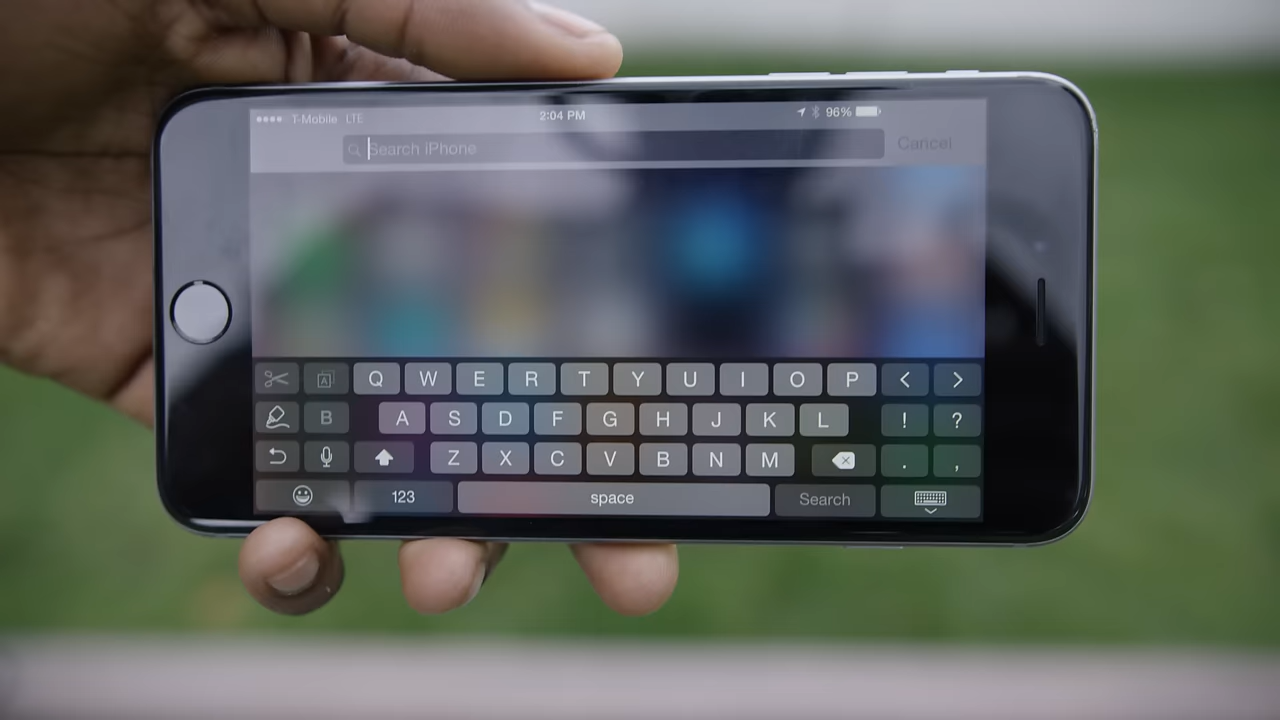 T-Mobile LTE 2:04 PM 96%
Search iPhone Cancel
A Q W E R T Y U I O P < >
B A S D F G H J K L ! ?
Z X C V B N M . ,
123 space Search